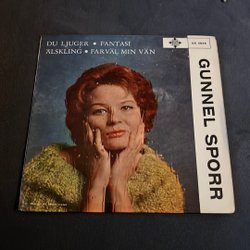 DU LJUGER • FANTASI
ÄLSKLING • FARVÄL MIN VÄN
GUNNEL SPORR